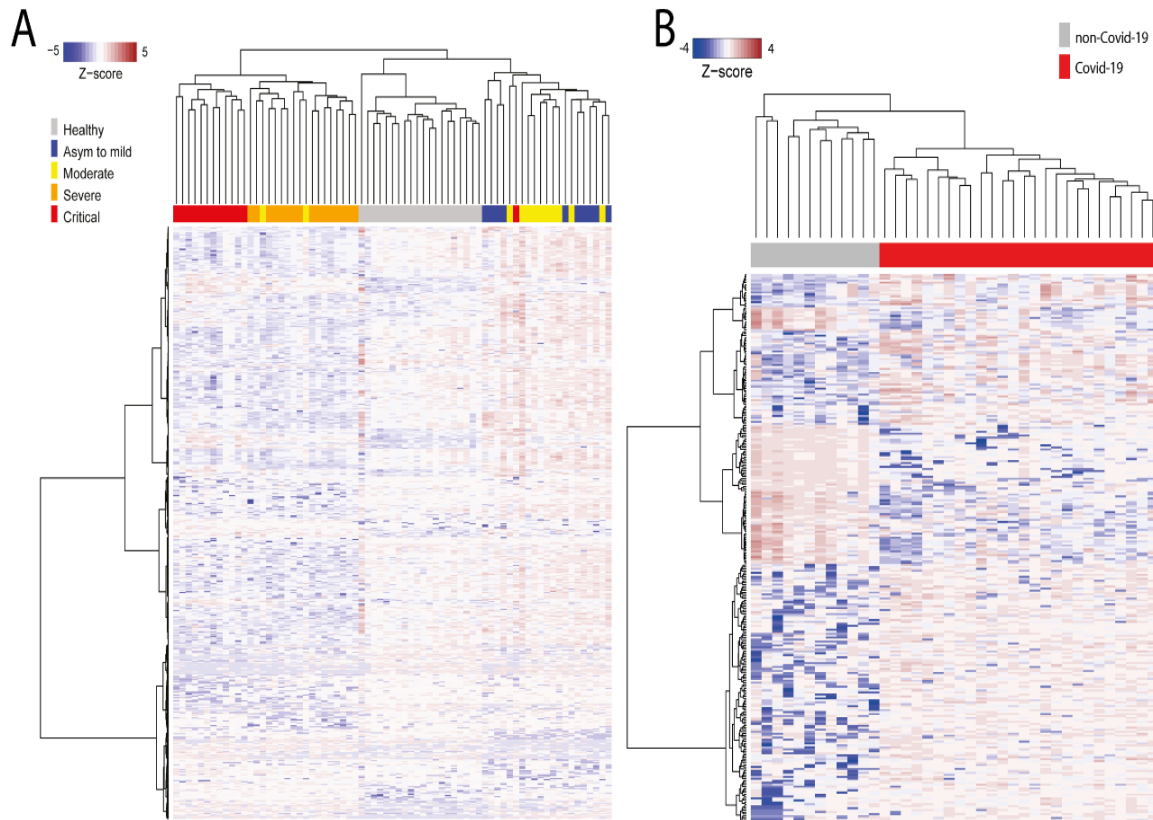 A
-5
5
Z-score
Healthy
Asym to mild
Moderate
Severe
Critical
B
-4
4
Z-score
non-Covid-19
Covid-19